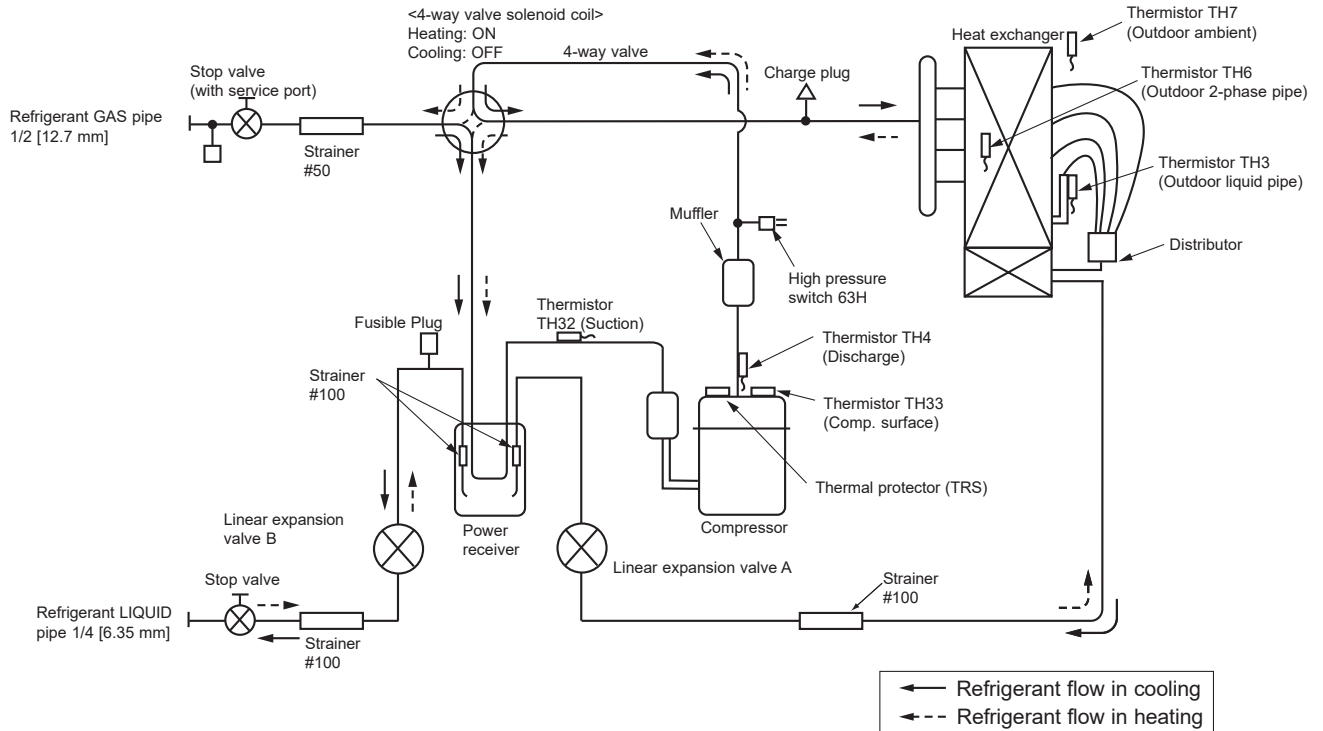 <4-way valve solenoid coil>
Heating: ON
Cooling: OFF
4-way valve
Stop valve
(with service port)
Refrigerant GAS pipe
1/2 [12.7 mm]
Strainer
#50
Charge plug
Heat exchanger
Thermistor TH7
(Outdoor ambient)
Thermistor TH6
(Outdoor 2-phase pipe)
Thermistor TH3
(Outdoor liquid pipe)
Distributor
Muffler
High pressure
switch 63H
Thermistor
TH32 (Suction)
Fusible Plug
Thermistor TH4
(Discharge)
Strainer
#100
Thermistor TH33
(Comp. surface)
Thermal protector (TRS)
Compressor
Power
receiver
Linear expansion
valve B
Linear expansion valve A
Stop valve
Refrigerant LIQUID
pipe 1/4 [6.35 mm]
Strainer
#100
Strainer
#100
Refrigerant flow in cooling
Refrigerant flow in heating